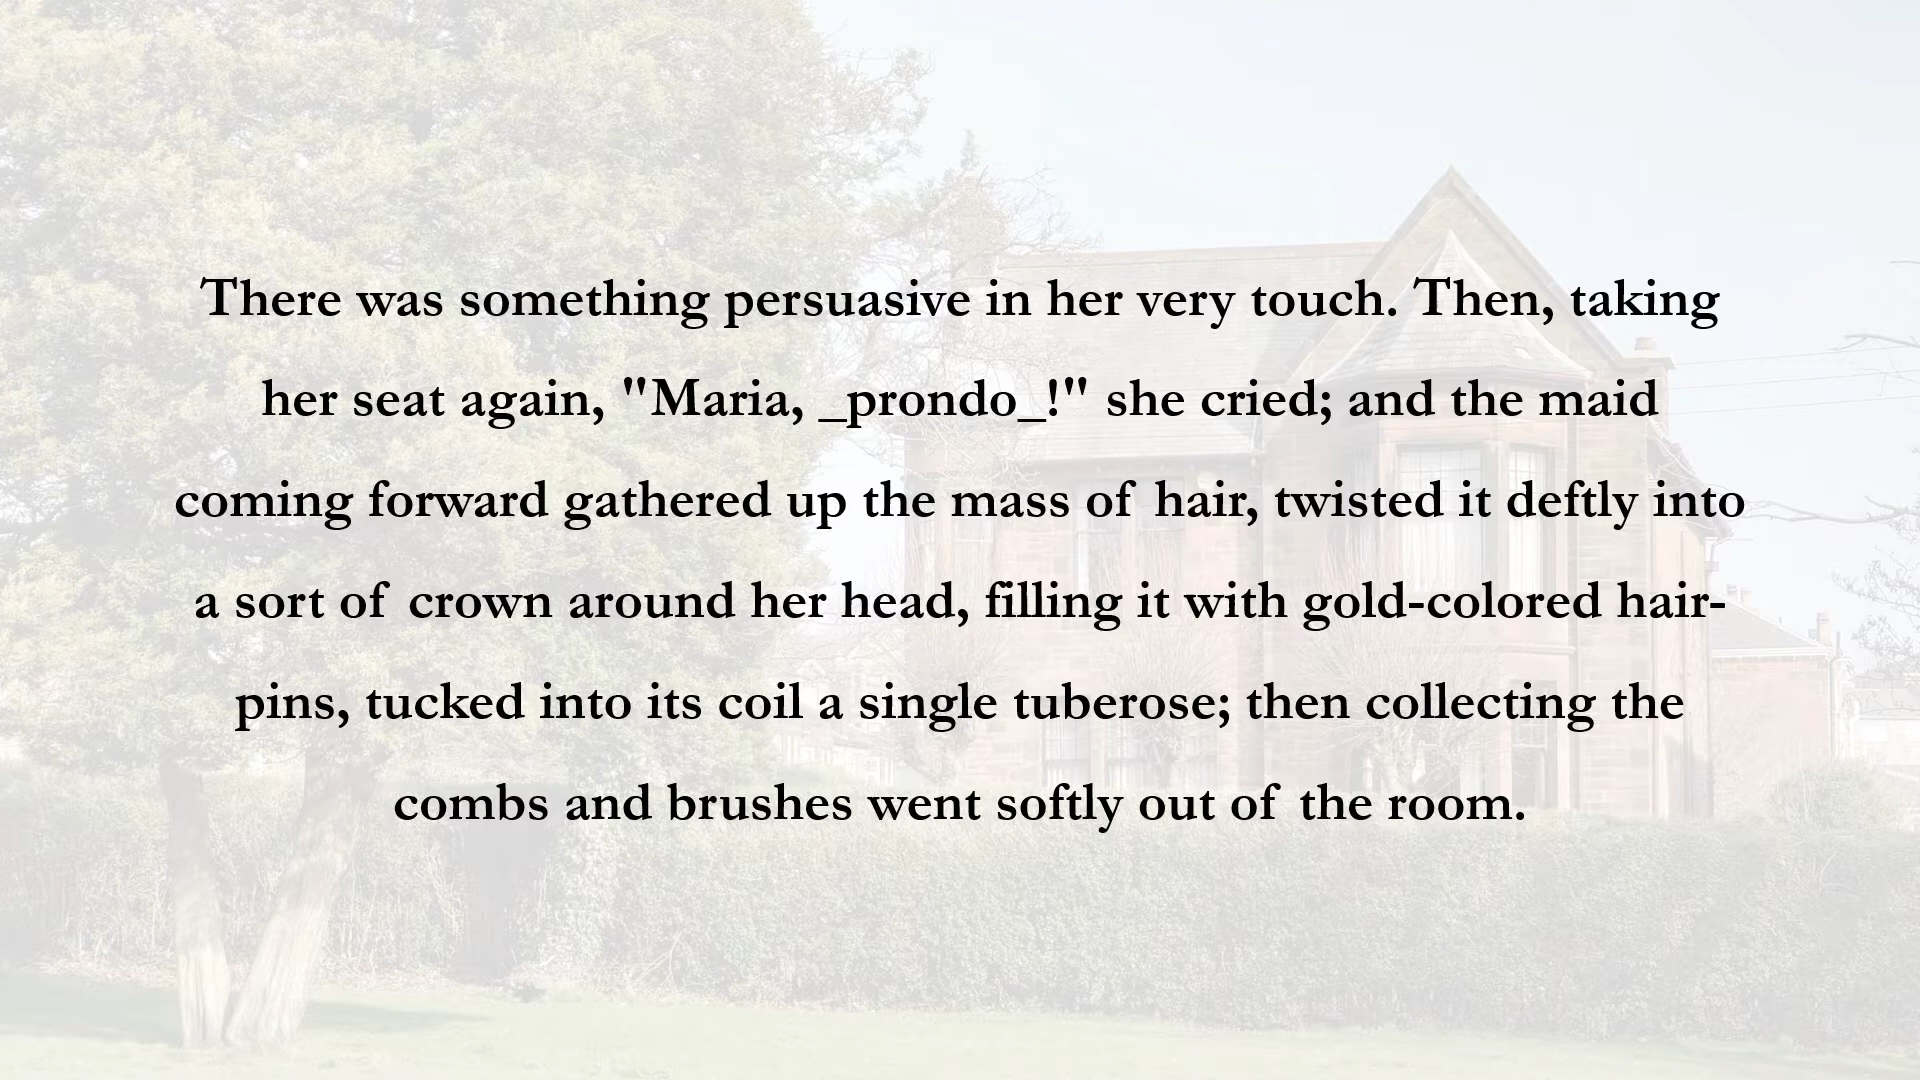 There was something persuasive in her very touch. Then, taking
her seat again, "Maria, _prondo_!" she cried; and the maid
coming forward gathered up the mass of hair, twisted it deftly into
a sort of crown around her head, filling it with gold-colored hair-
pins, tucked into its coil a single tuberose; then collecting the
combs and brushes went softly out of the room.